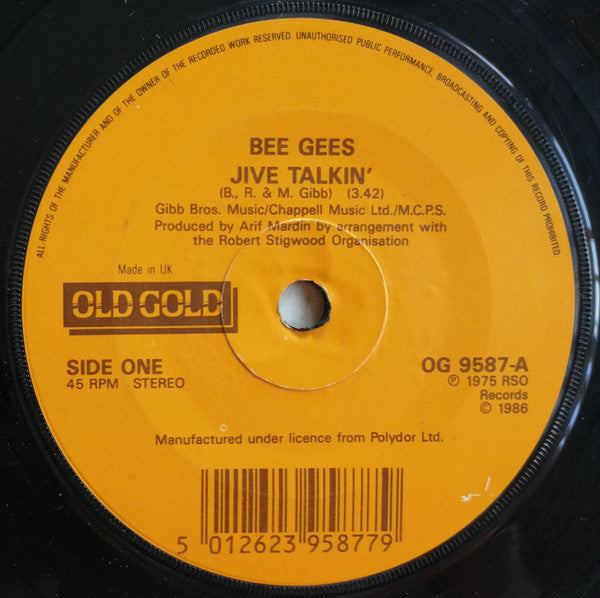 ALL RIGHTS OF THE MANUFACTURER AND OF THE OWNER OF THE RECORDED WORK RESERVED. UNAUTHORISED PUBLIC PERFORMANCE, BROADCASTING AND COPYING OF THIS RECORD PROHIBITED.
BEE GEES
JIVE TALKIN'
(B., R. & M. Gibb) (3.42)
Gibb Bros. Music/Chappell Music Ltd./M.C.P.S.
Produced by Arif Mardin by arrangement with
the Robert Stigwood Organisation
Made in UK
OLD GOLD
SIDE ONE
45 RPM STEREO
OG 9587-A
℗ 1975 RSO
Records
© 1986
Manufactured under licence from Polydor Ltd.
5 012623 958779